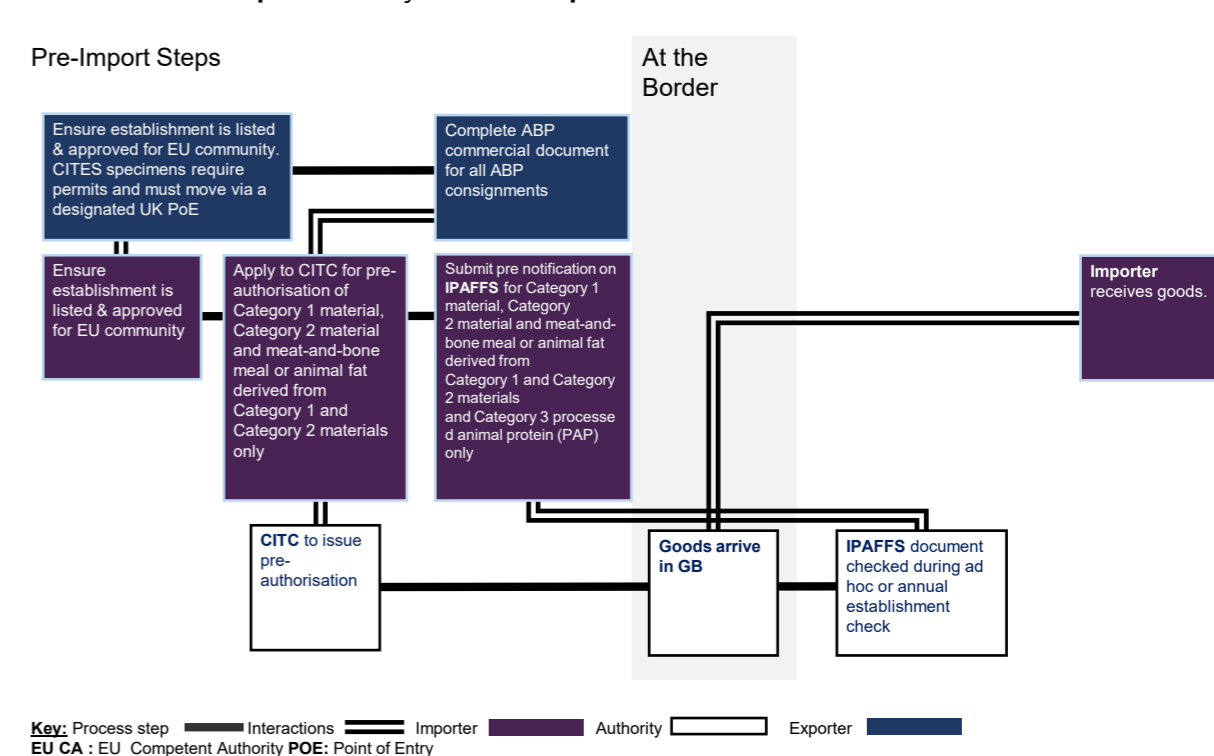 Pre-Import Steps
At the
Border
Ensure establishment is listed
& approved for EU community.
CITES specimens require
permits and must move via a
designated UK PoE
Complete ABP
commercial document
for all ABP
consignments
Ensure
establishment is
listed & approved
for EU community
Apply to CITC for pre-
authorisation of
Category 1 material,
Category 2 material
and meat-and-bone
meal or animal fat
derived from
Category 1 and
Category 2 materials
only
Submit pre notification on
IPAFFS for Category 1
material, Category
2 material and meat-and-
bone meal or animal fat
derived from
Category 1 and Category
2 materials
and Category 3 processe
d animal protein (PAP)
only
Importer
receives goods.
CITC to issue
pre-
authorisation
Goods arrive
in GB
IPAFFS document
checked during ad
hoc or annual
establishment
check
Key: Process step Interactions Importer Authority Exporter
EU CA : EU Competent Authority POE: Point of Entry